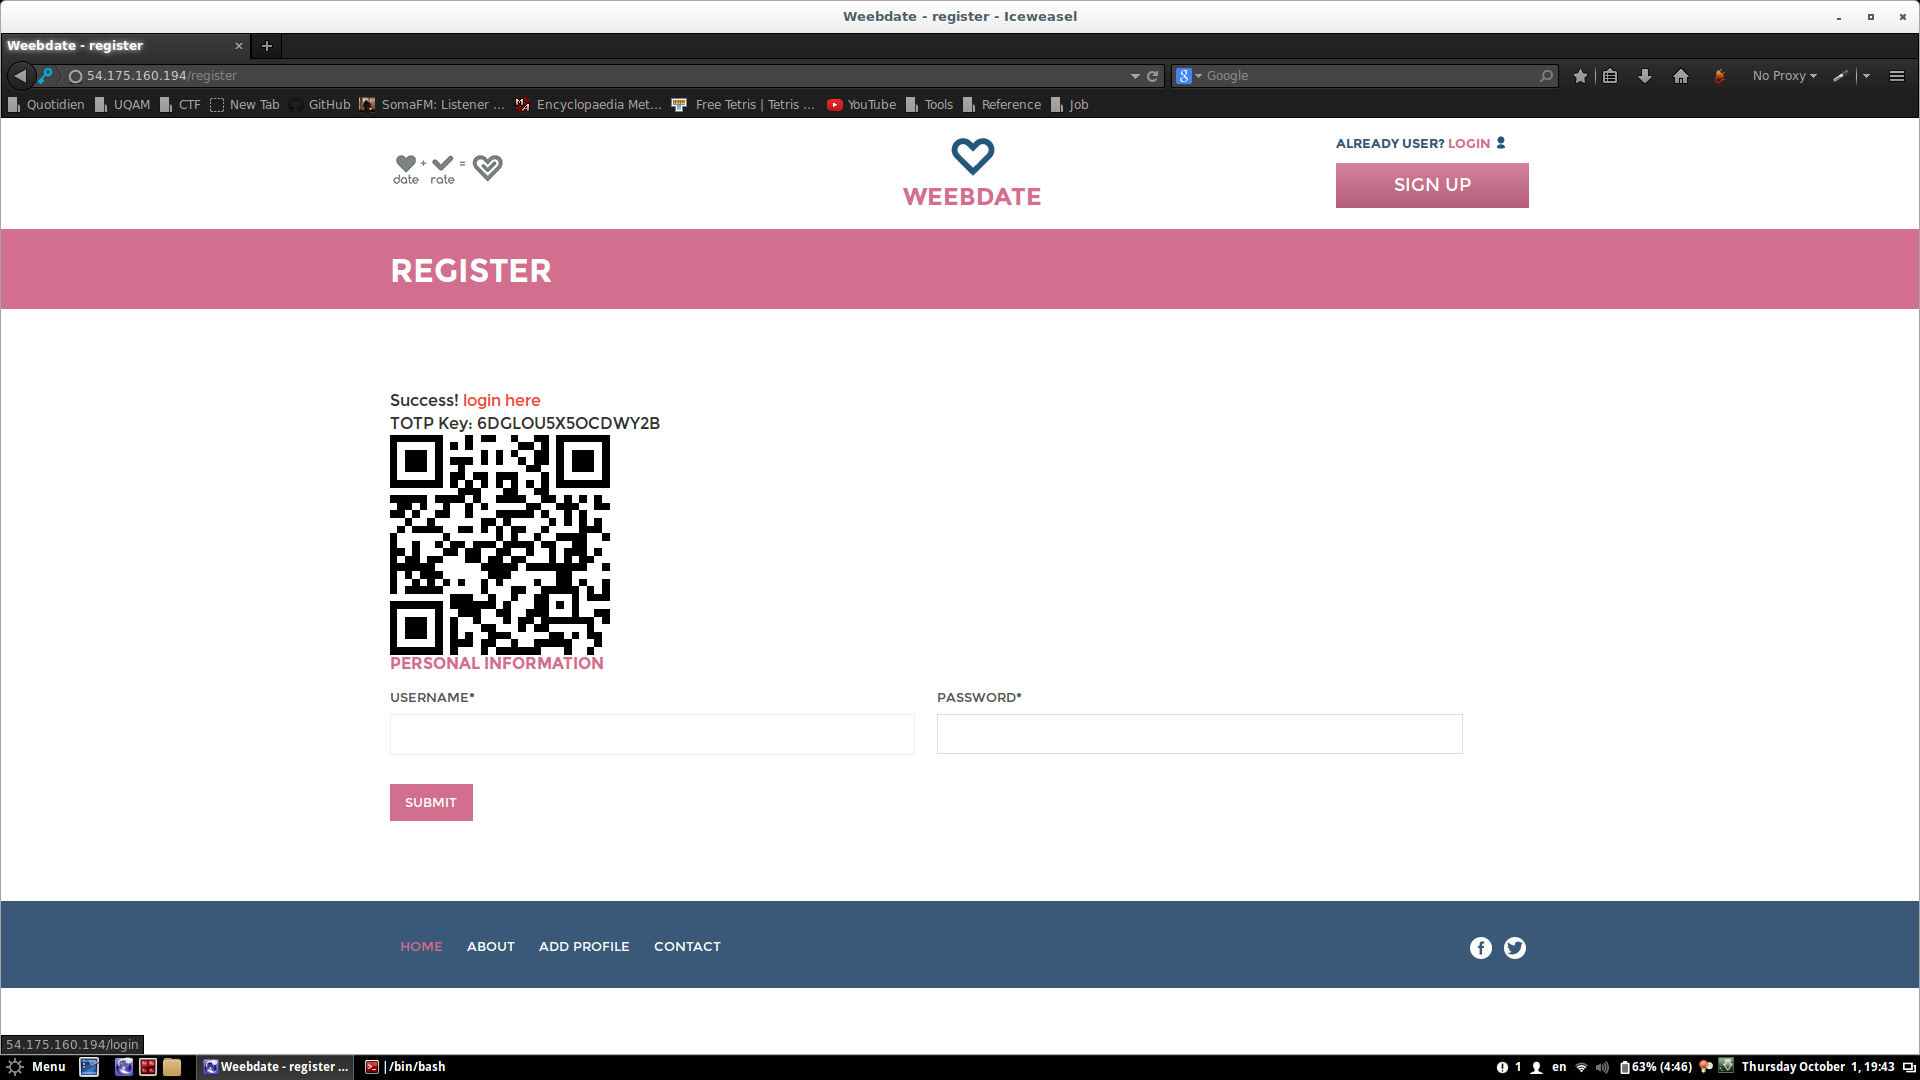 Weebdate - register - Iceweasel
Weebdate - register
54.175.160.194/register
Google
No Proxy
Quotidien UQAM CTF New Tab GitHub SomaFM: Listener ... Encyclopaedia Met... Free Tetris | Tetris ... YouTube Tools Reference Job
date + rate =
WEEBDATE
ALREADY USER? LOGIN
SIGN UP
REGISTER
Success! login here
TOTP Key: 6DGLOU5X5OCDWY2B
PERSONAL INFORMATION
USERNAME* PASSWORD*
SUBMIT
HOME ABOUT ADD PROFILE CONTACT
54.175.160.194/login
Menu Weebdate - register ... /bin/bash 1 en 63% (4:46) Thursday October 1, 19:43